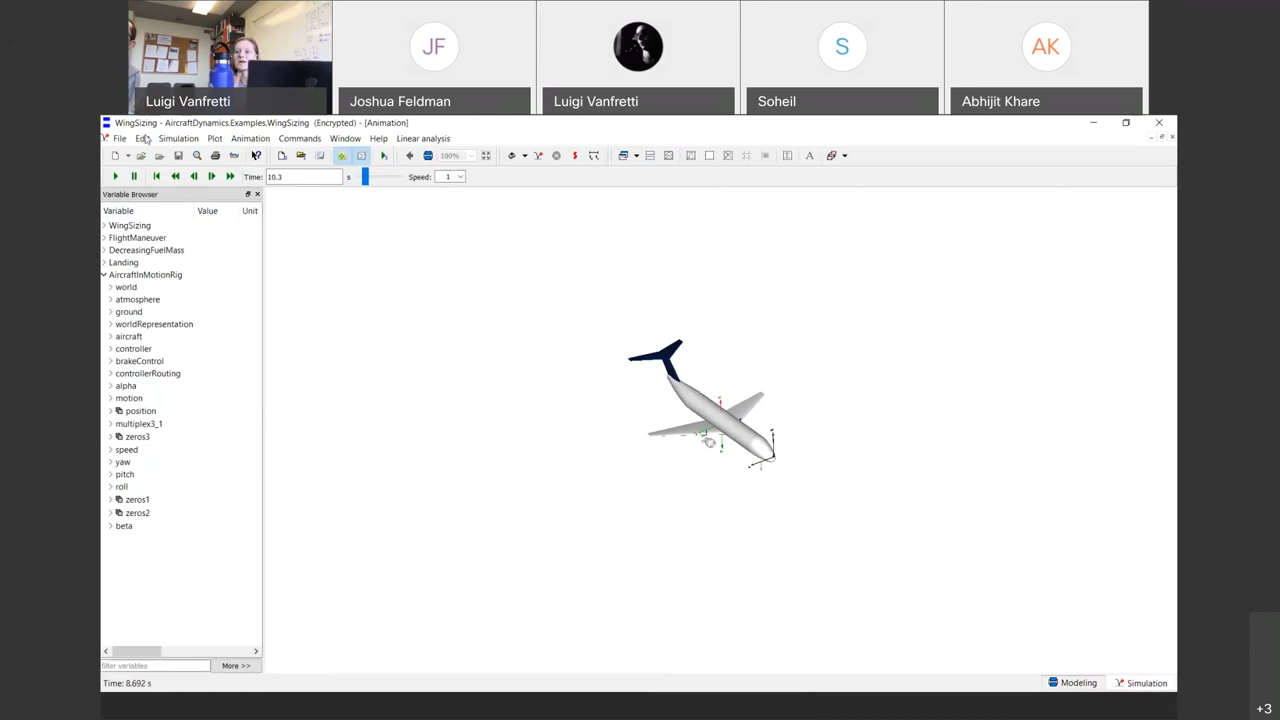 Luigi Vanfretti
JF
Joshua Feldman
Luigi Vanfretti
S
Soheil
AK
Abhijit Khare
WingSizing - AircraftDynamics.Examples.WingSizing (Encrypted) - [Animation]
File Edit Simulation Plot Animation Commands Window Help Linear analysis
100%
A
Time: 10.3 s Speed: 1
Variable Browser
Variable Value Unit
WingSizing
FlightManeuver
DecreasingFuelMass
Landing
AircraftInMotionRig
world
atmosphere
ground
worldRepresentation
aircraft
controller
brakeControl
controllerRouting
alpha
motion
position
multiplex3_1
zeros3
speed
yaw
pitch
roll
zeros1
zeros2
beta
filter variables More >>
Time: 8.692 s
Modeling Simulation
+3